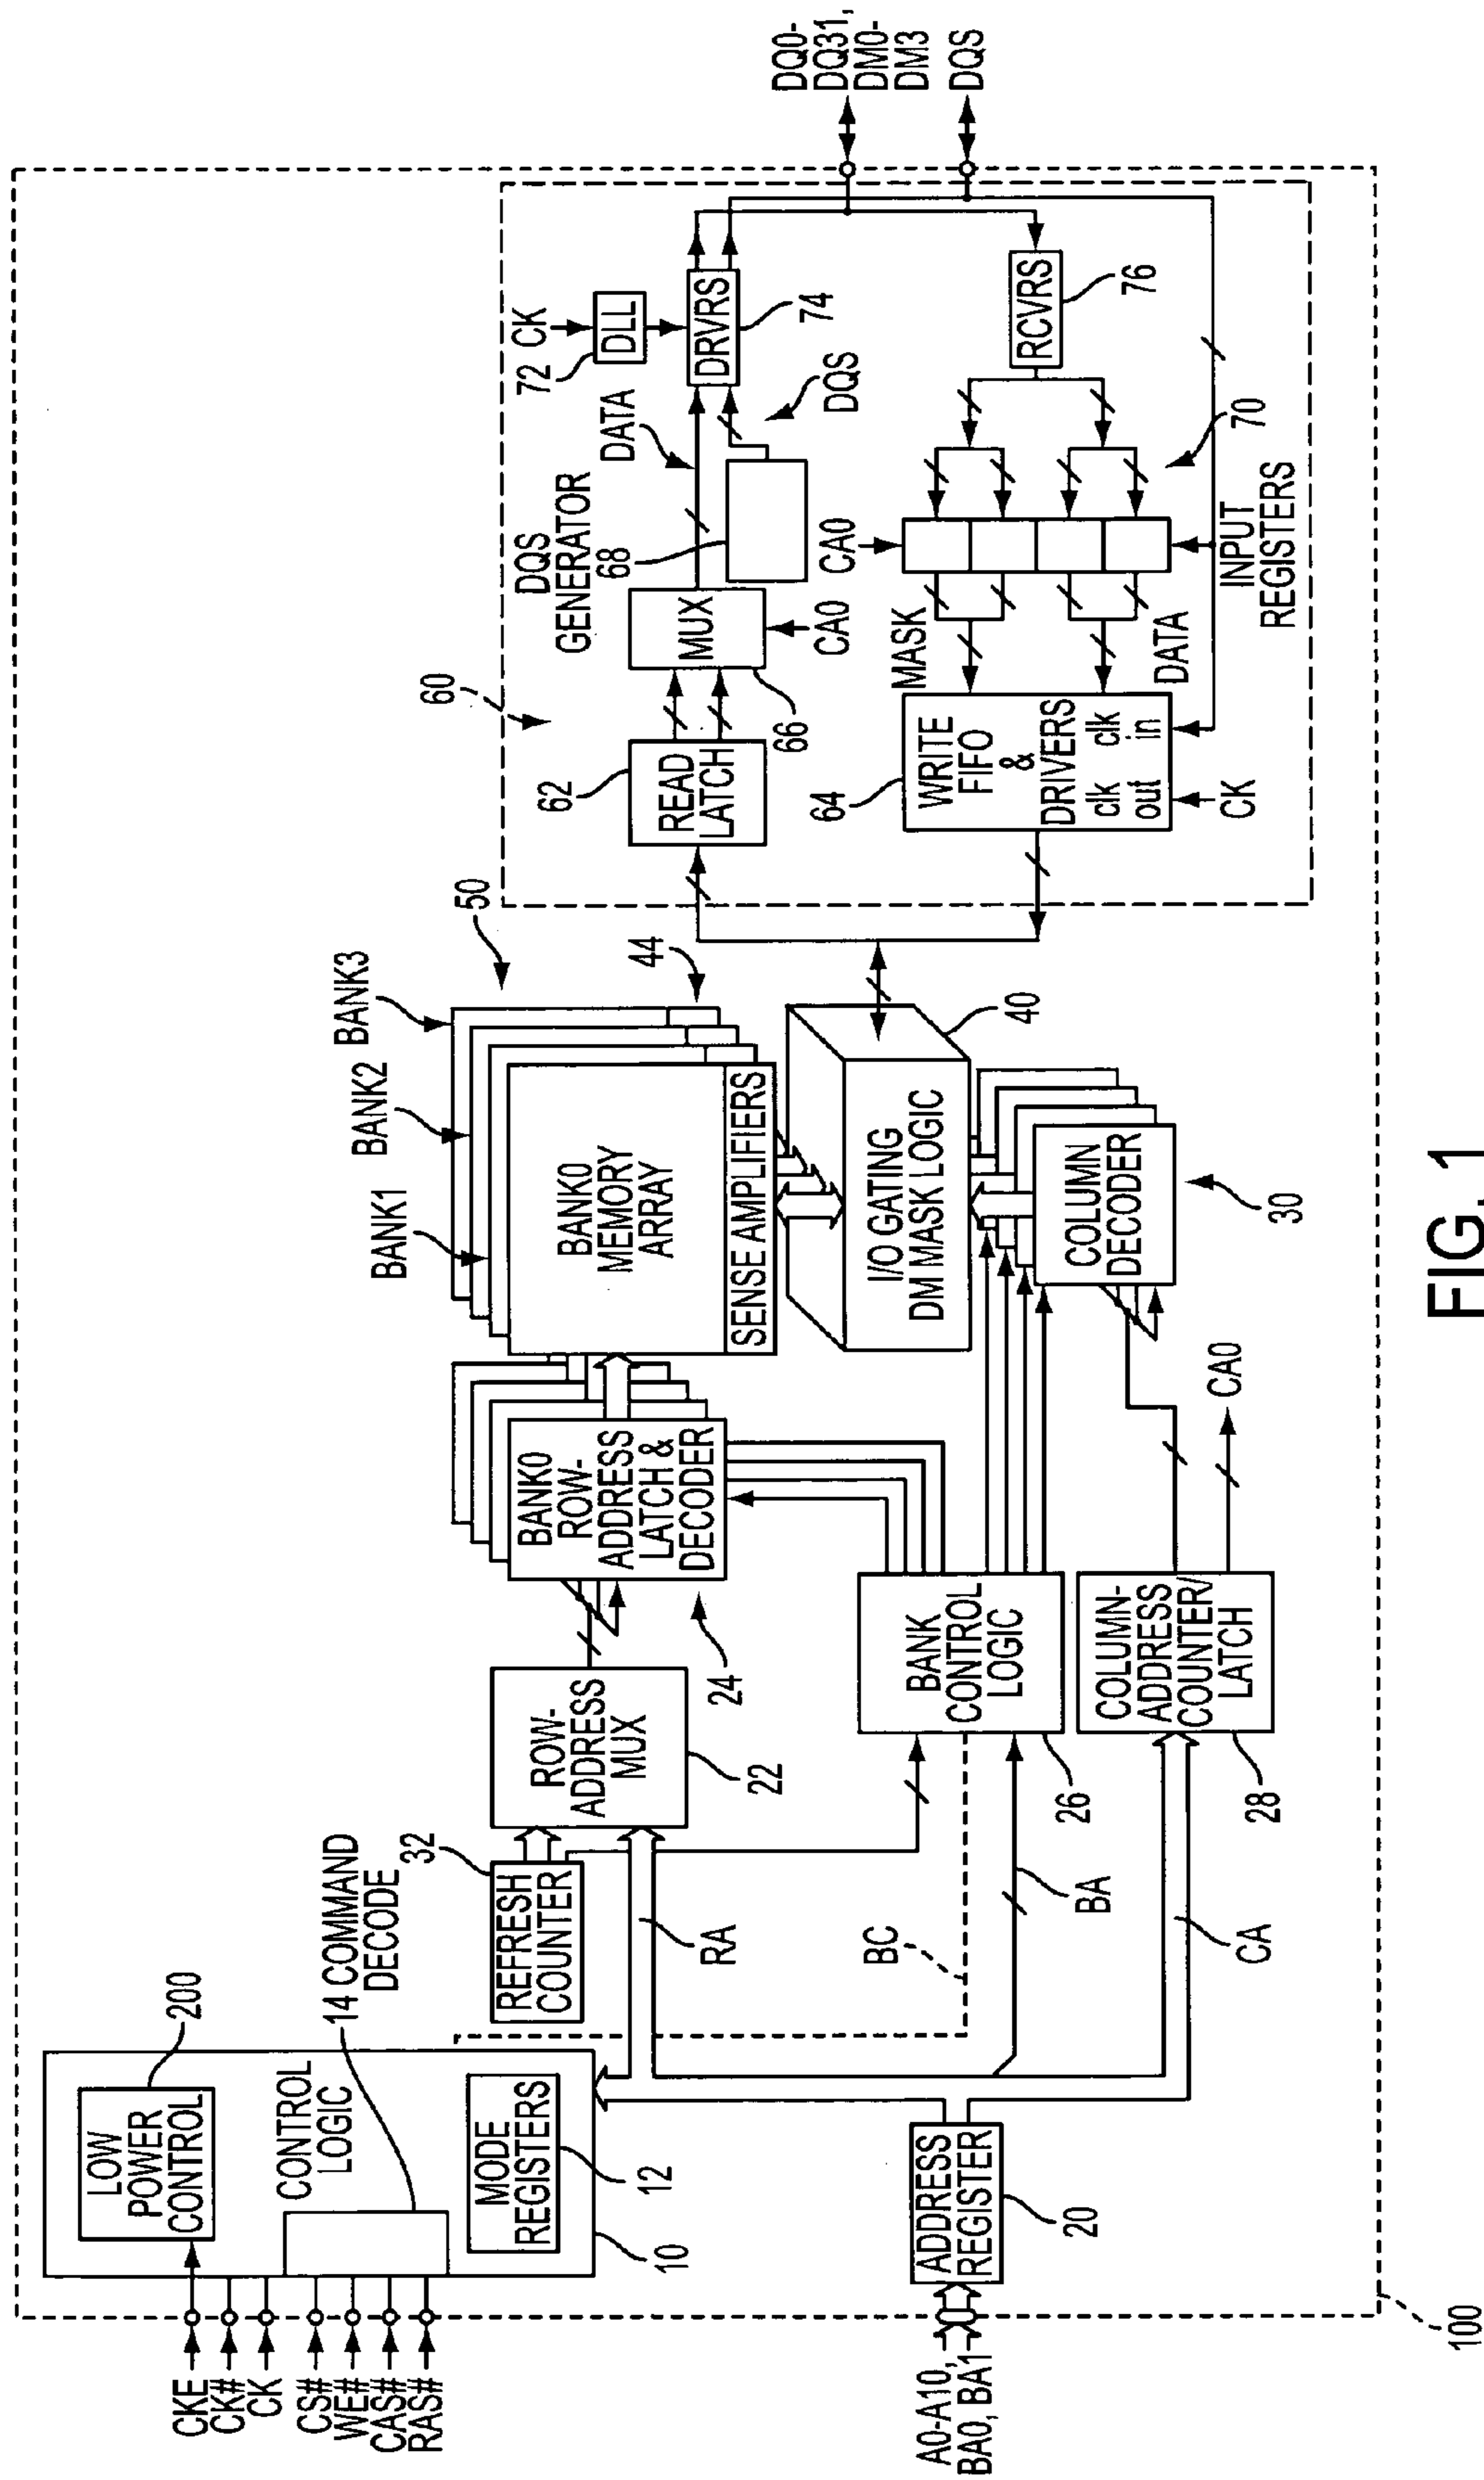 CKE
CK#
CK
CS#
WE#
CAS#
RAS#
LOW
POWER
CONTROL
200
14 COMMAND
DECODE
CONTROL
LOGIC
MODE
REGISTERS
12
10
A0-A10,
BA0, BA1
ADDRESS
REGISTER
20
100
32
REFRESH
COUNTER
RA
BC
BA
CA
ROW-
ADDRESS
MUX
22
BANK0
ROW-
ADDRESS
LATCH &
DECODER
24
BANK
CONTROL
LOGIC
26
COLUMN-
ADDRESS
COUNTER/
LATCH
28
CA0
BANK1
BANK2
BANK3
50
44
BANK0
MEMORY
ARRAY
SENSE AMPLIFIERS
I/O GATING
DM MASK LOGIC
40
COLUMN
DECODER
30
60
62
READ
LATCH
66
MUX
CA0
DQS
GENERATOR
68
DATA
DQS
72
CK
DLL
DRVRS
74
64
WRITE
FIFO
&
DRIVERS
clk clk
out in
CK
MASK
DATA
CA0
INPUT
REGISTERS
70
RCVRS
76
DQ0-
DQ31,
DM0-
DM3
DQS
FIG. 1